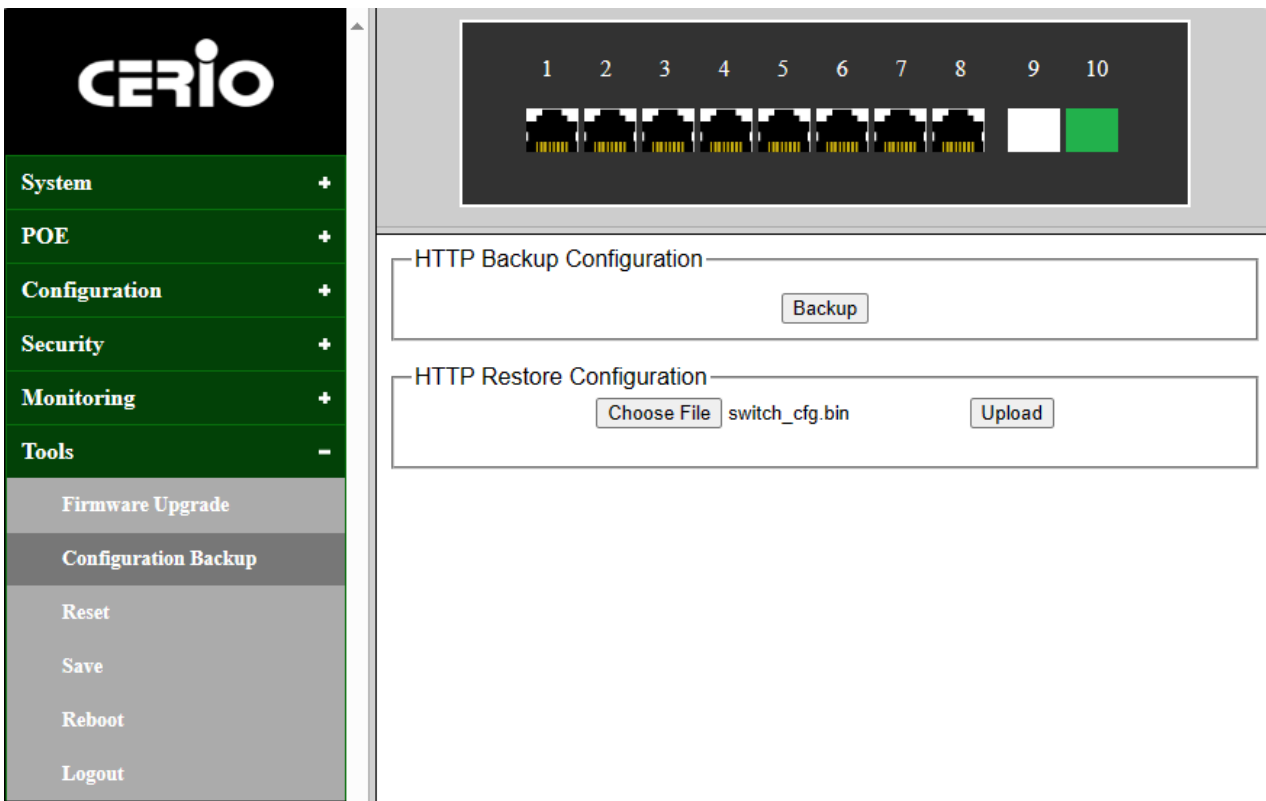 CERIO
System
POE
Configuration
Security
Monitoring
Tools
Firmware Upgrade
Configuration Backup
Reset
Save
Reboot
Logout
1 2 3 4 5 6 7 8 9 10
HTTP Backup Configuration
Backup
HTTP Restore Configuration
Choose File switch_cfg.bin Upload